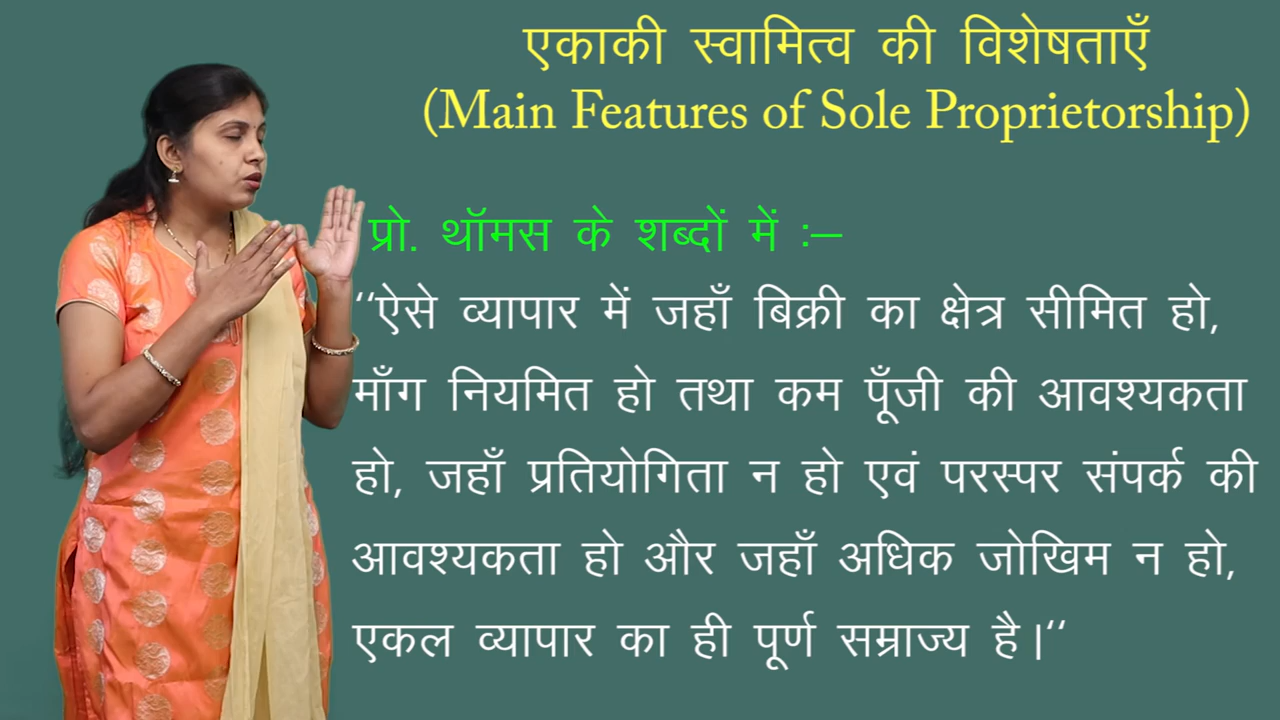 एकाकी स्वामित्व की विशेषताएँ
(Main Features of Sole Proprietorship)
प्रो. थॉमस के शब्दों में :–
‘‘ऐसे व्यापार में जहाँ बिक्री का क्षेत्र सीमित हो,
माँग नियमित हो तथा कम पूँजी की आवश्यकता
हो, जहाँ प्रतियोगिता न हो एवं परस्पर संपर्क की
आवश्यकता हो और जहाँ अधिक जोखिम न हो,
एकल व्यापार का ही पूर्ण सम्राज्य है।‘‘